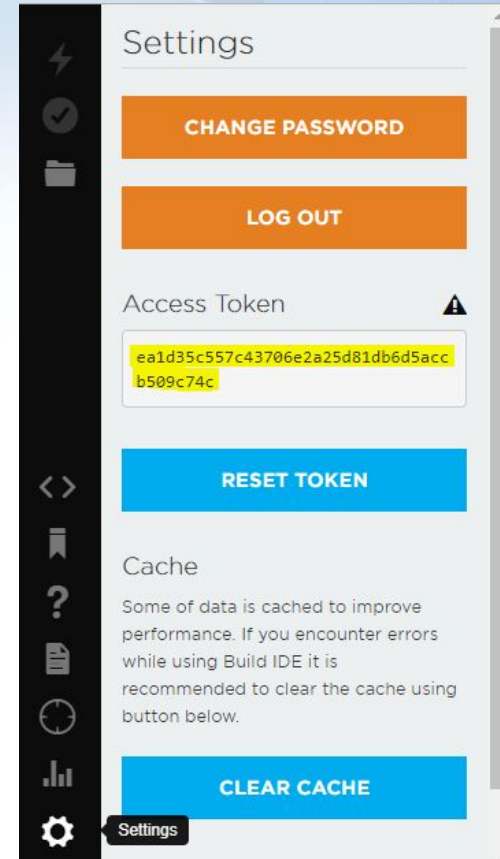 Settings
CHANGE PASSWORD
LOG OUT
Access Token
ea1d35c557c43706e2a25d81db6d5acc
b509c74c
RESET TOKEN
Cache
Some of data is cached to improve
performance. If you encounter errors
while using Build IDE it is
recommended to clear the cache using
button below.
CLEAR CACHE
Settings